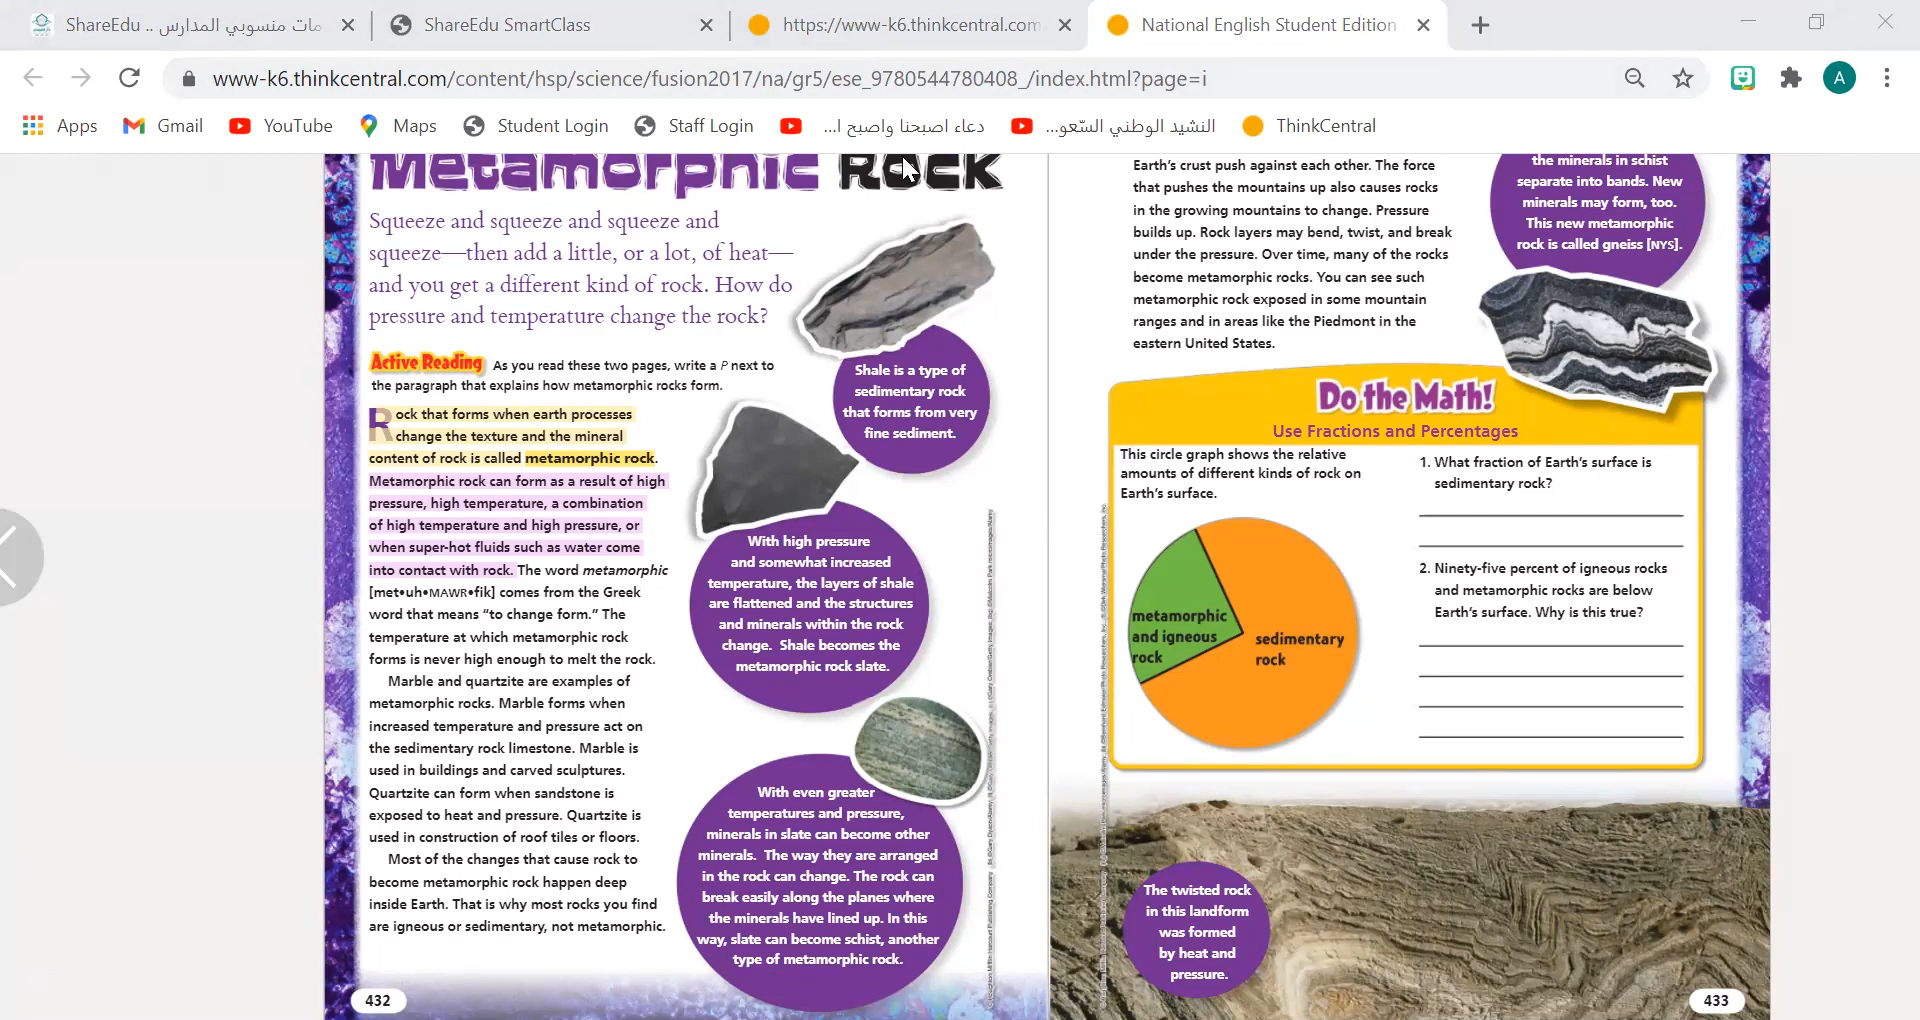 ShareEdu .. مات منسوبي المدارس
ShareEdu SmartClass
https://www-k6.thinkcentral.com
National English Student Edition
www-k6.thinkcentral.com/content/hsp/science/fusion2017/na/gr5/ese_9780544780408_/index.html?page=i
A
Apps
Gmail
YouTube
Maps
Student Login
Staff Login
دعاء اصبحنا واصبح ا...
النشيد الوطني السّعو...
ThinkCentral
Metamorphic Rock
Squeeze and squeeze and squeeze and
squeeze—then add a little, or a lot, of heat—
and you get a different kind of rock. How do
pressure and temperature change the rock?
Active Reading As you read these two pages, write a P next to
the paragraph that explains how metamorphic rocks form.
Rock that forms when earth processes
change the texture and the mineral
content of rock is called metamorphic rock.
Metamorphic rock can form as a result of high
pressure, high temperature, a combination
of high temperature and high pressure, or
when super-hot fluids such as water come
into contact with rock. The word metamorphic
[met•uh•MAWR•fik] comes from the Greek
word that means “to change form.” The
temperature at which metamorphic rock
forms is never high enough to melt the rock.
Marble and quartzite are examples of
metamorphic rocks. Marble forms when
increased temperature and pressure act on
the sedimentary rock limestone. Marble is
used in buildings and carved sculptures.
Quartzite can form when sandstone is
exposed to heat and pressure. Quartzite is
used in construction of roof tiles or floors.
Most of the changes that cause rock to
become metamorphic rock happen deep
inside Earth. That is why most rocks you find
are igneous or sedimentary, not metamorphic.
432
Shale is a type of
sedimentary rock
that forms from very
fine sediment.
With high pressure
and somewhat increased
temperature, the layers of shale
are flattened and the structures
and minerals within the rock
change. Shale becomes the
metamorphic rock slate.
With even greater
temperatures and pressure,
minerals in slate can become other
minerals. The way they are arranged
in the rock can change. The rock can
break easily along the planes where
the minerals have lined up. In this
way, slate can become schist, another
type of metamorphic rock.
Earth’s crust push against each other. The force
that pushes the mountains up also causes rocks
in the growing mountains to change. Pressure
builds up. Rock layers may bend, twist, and break
under the pressure. Over time, many of the rocks
become metamorphic rocks. You can see such
metamorphic rock exposed in some mountain
ranges and in areas like the Piedmont in the
eastern United States.
the minerals in schist
separate into bands. New
minerals may form, too.
This new metamorphic
rock is called gneiss [NYS].
Do the Math!
Use Fractions and Percentages
This circle graph shows the relative
amounts of different kinds of rock on
Earth’s surface.
metamorphic
and igneous
rock
sedimentary
rock
1. What fraction of Earth’s surface is
sedimentary rock?
2. Ninety-five percent of igneous rocks
and metamorphic rocks are below
Earth’s surface. Why is this true?
The twisted rock
in this landform
was formed
by heat and
pressure.
433